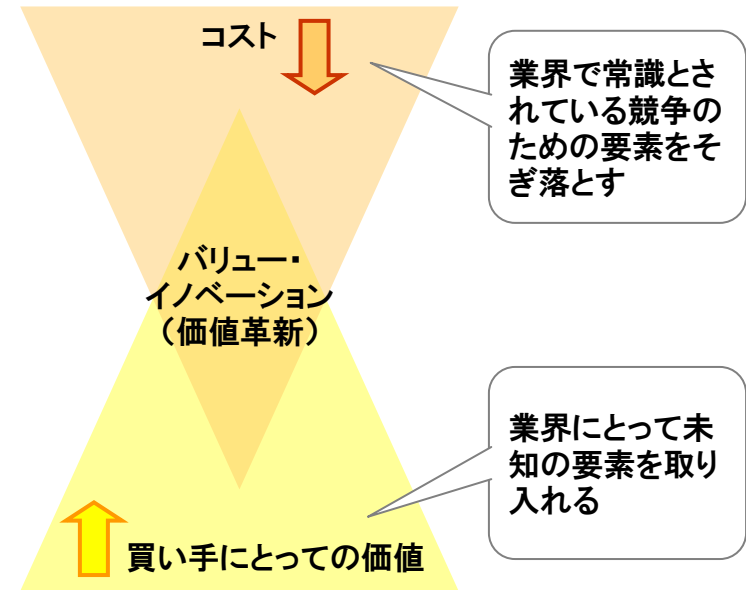 コスト
業界で常識とさ
れている競争の
ための要素をそ
ぎ落とす
バリュー・
イノベーション
（価値革新）
業界にとって未
知の要素を取り
入れる
買い手にとっての価値